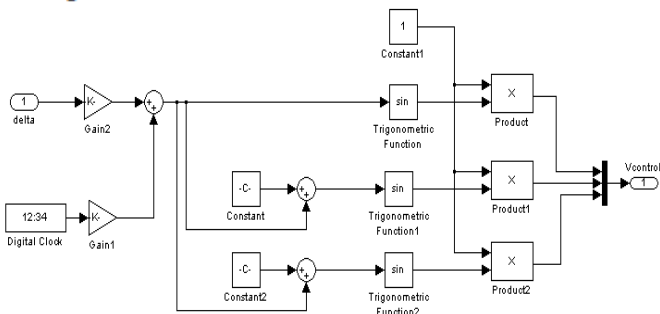 1
Constant1
1
delta
K-
Gain2
+
+
sin
Trigonometric
Function
X
Product
12:34
Digital Clock
K-
Gain1
-C-
Constant
+
+
sin
Trigonometric
Function1
X
Product1
Vcontrol
1
-C-
Constant2
+
+
sin
Trigonometric
Function2
X
Product2